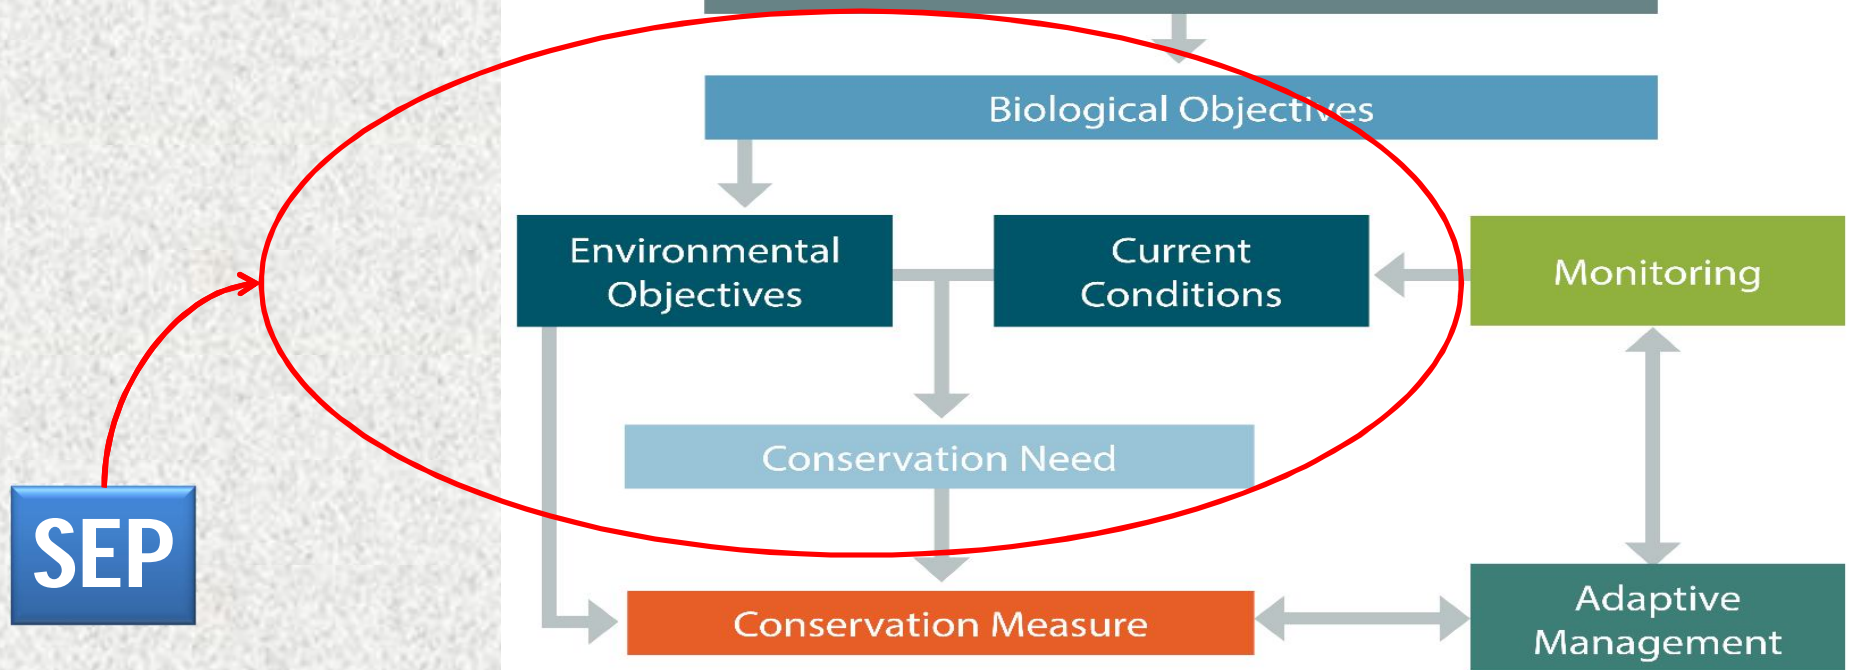 Biological Objectives
Environmental
Objectives
Current
Conditions
Monitoring
Conservation Need
SEP
Conservation Measure
Adaptive
Management